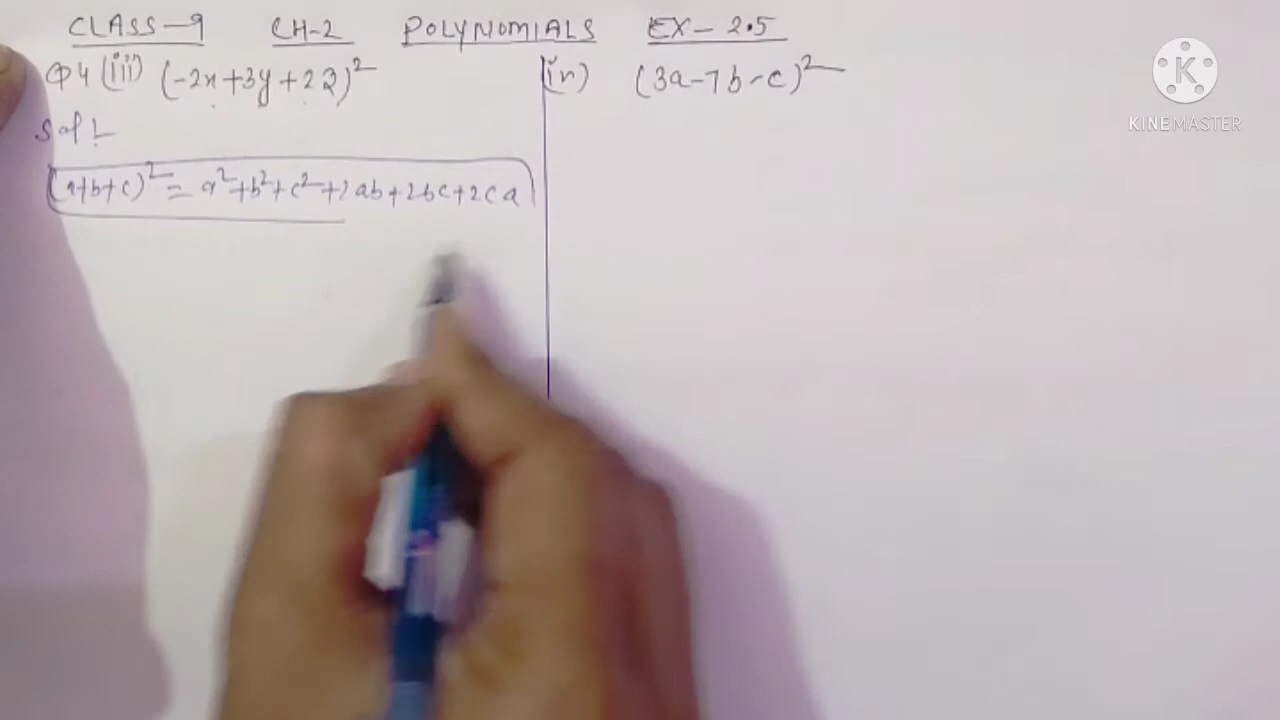 CLASS-9 CH-2 POLYNOMIALS EX-2.5
Q4 (iii) (-2x+3y+2z)²
iv) (3a-7b-c)²
Sol:
(a+b+c)² = a²+b²+c²+2ab+2bc+2ca
K
KINEMASTER